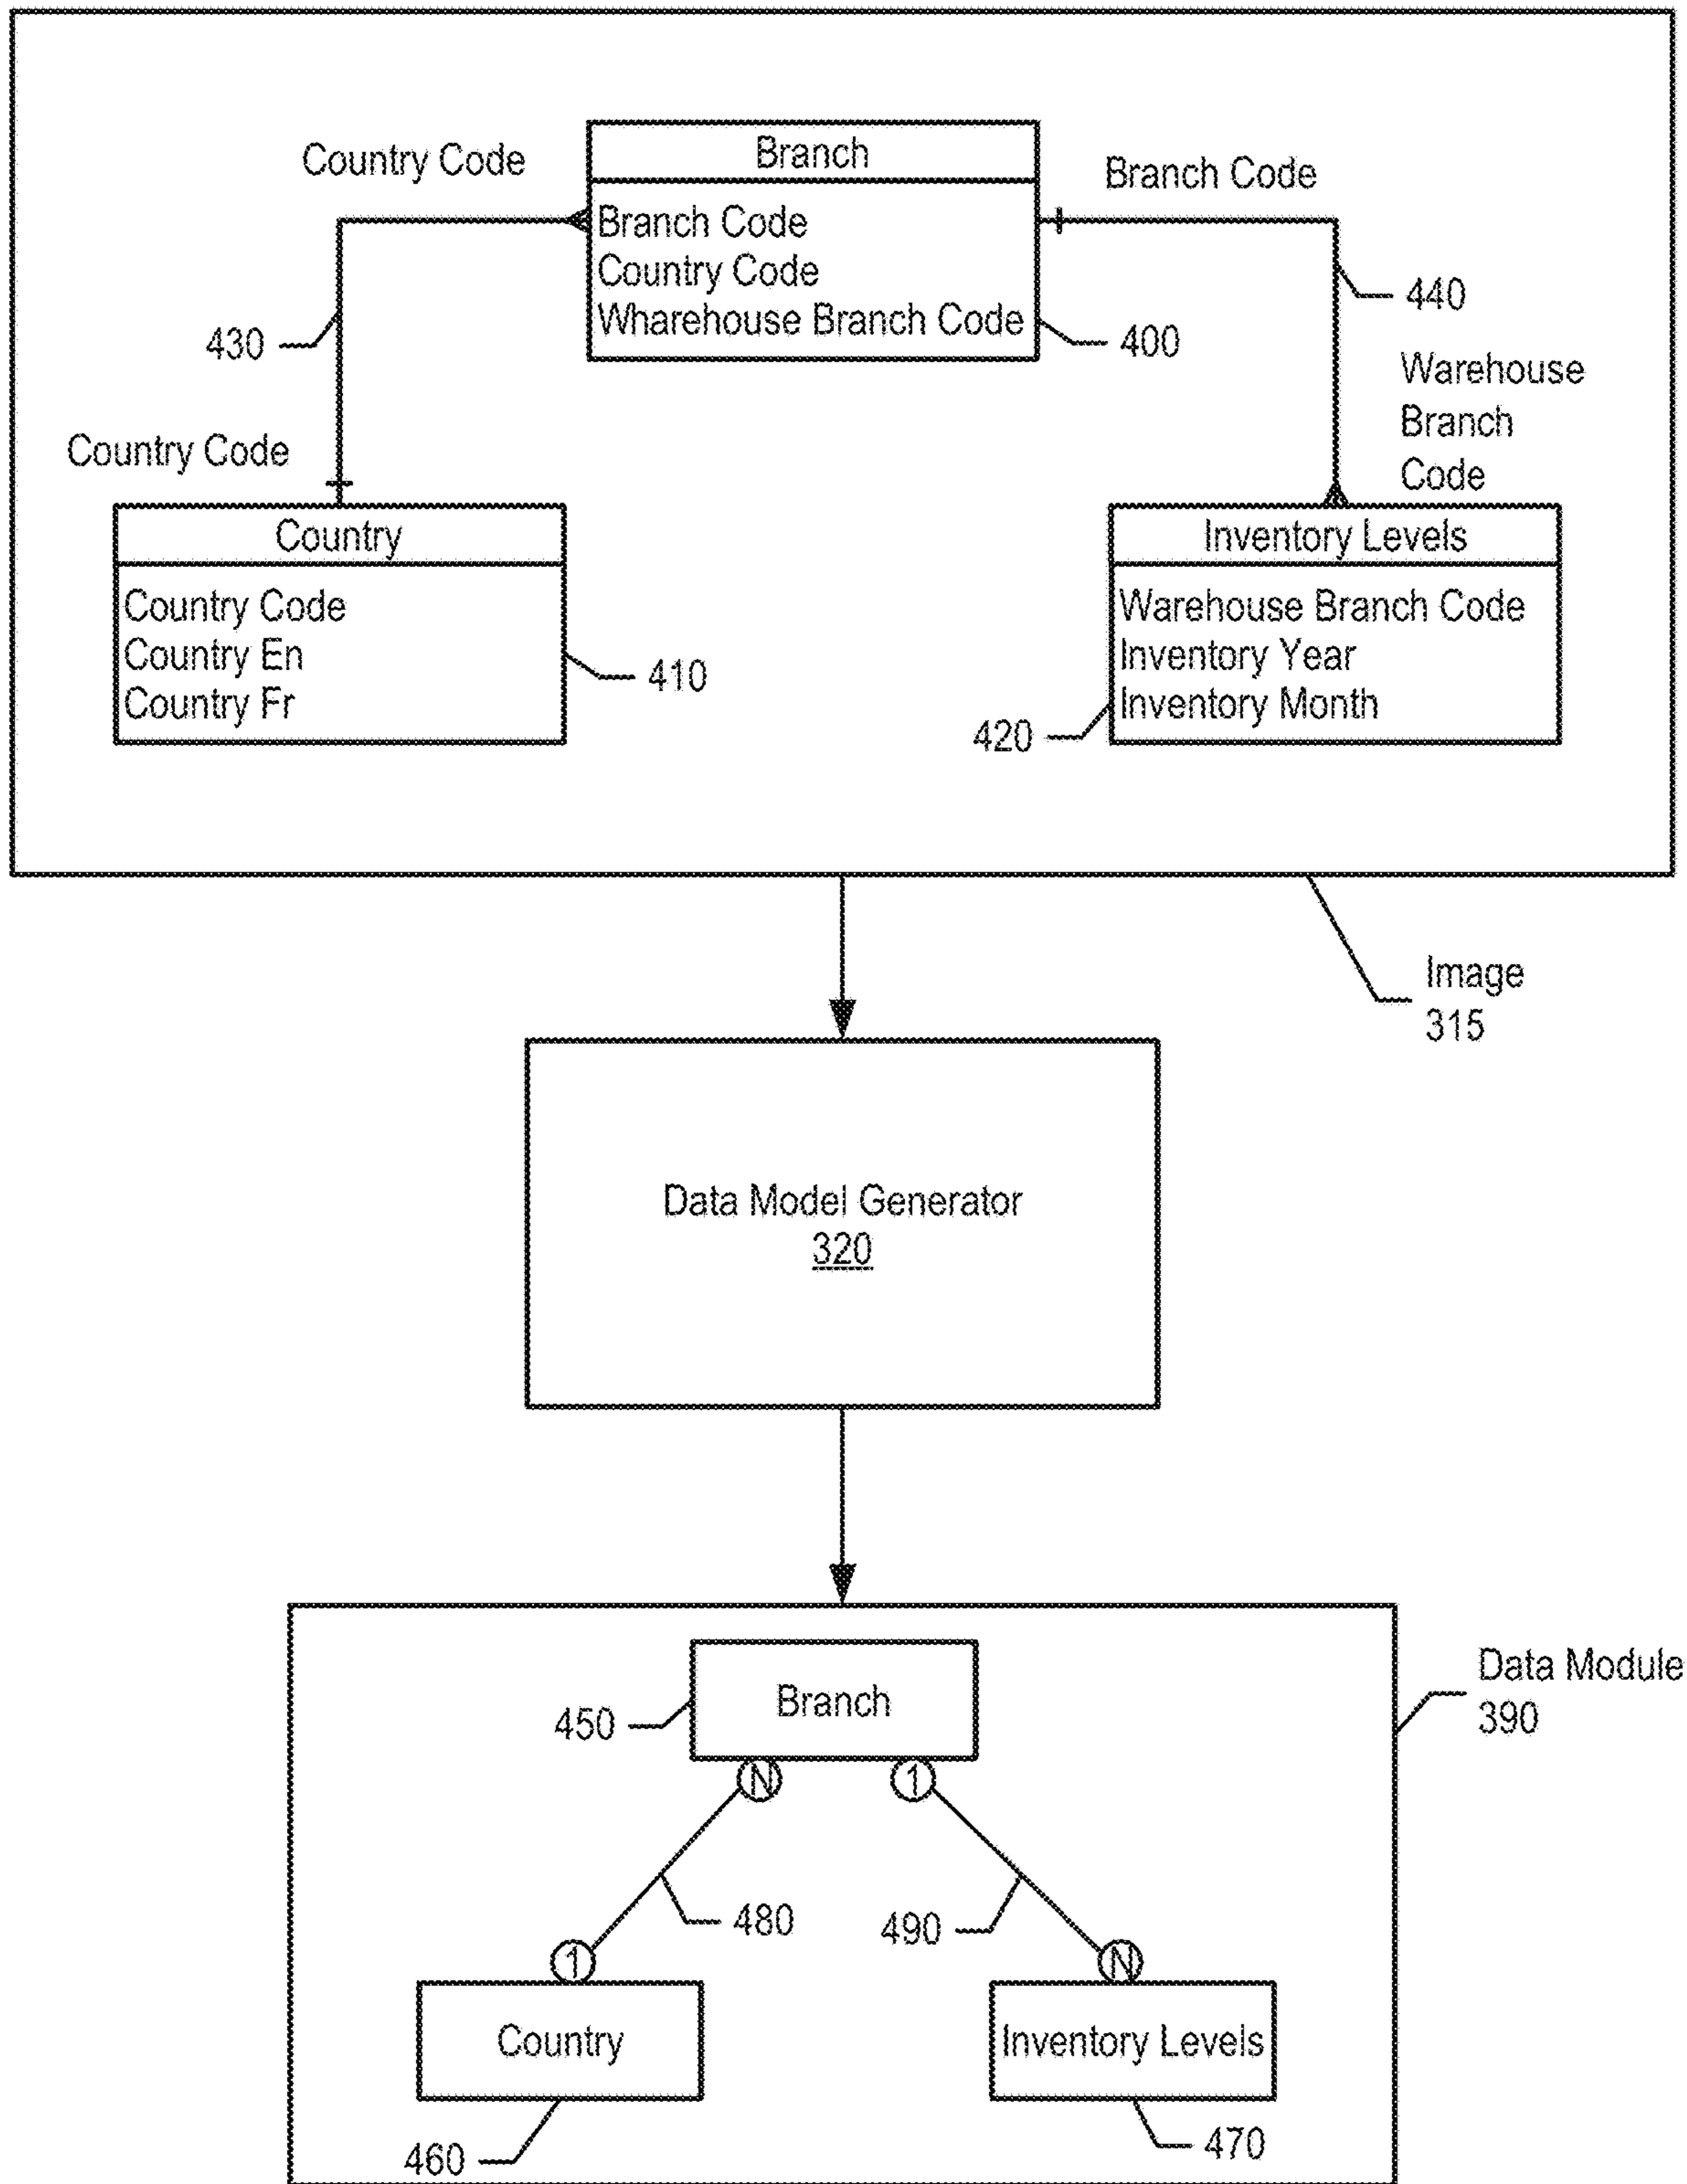 Country Code
Branch
Branch Code
Branch Code
Country Code
Wharehouse Branch Code
430
400
440
Warehouse
Branch
Code
Country Code
Country
Country Code
Country En
Country Fr
410
Inventory Levels
Warehouse Branch Code
Inventory Year
Inventory Month
420
Image
315
Data Model Generator
320
Branch
450
Data Module
390
N
1
480
490
1
N
Country
Inventory Levels
460
470